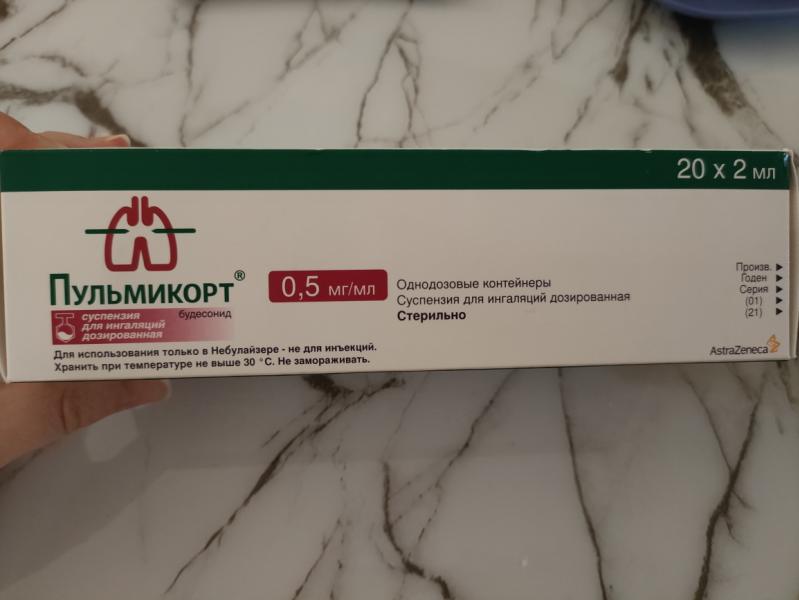 20 x 2 мл
Пульмикорт®
будесонид
суспензия
для ингаляций
дозированная
0,5 мг/мл
Однодозовые контейнеры
Суспензия для ингаляций дозированная
Стерильно
Для использования только в Небулайзере - не для инъекций.
Хранить при температуре не выше 30 °С. Не замораживать.
Произв.
Годен
Серия
(01)
(21)
AstraZeneca